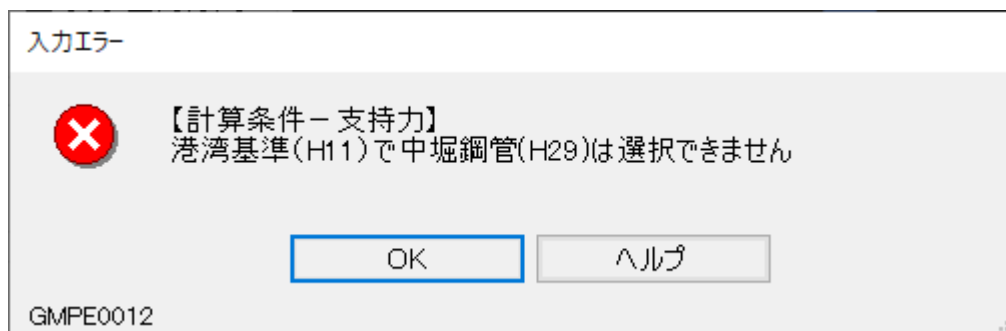 入力エラー
【計算条件－支持力】
港湾基準(H11)で中堀鋼管(H29)は選択できません
OK
ヘルプ
GMPE0012